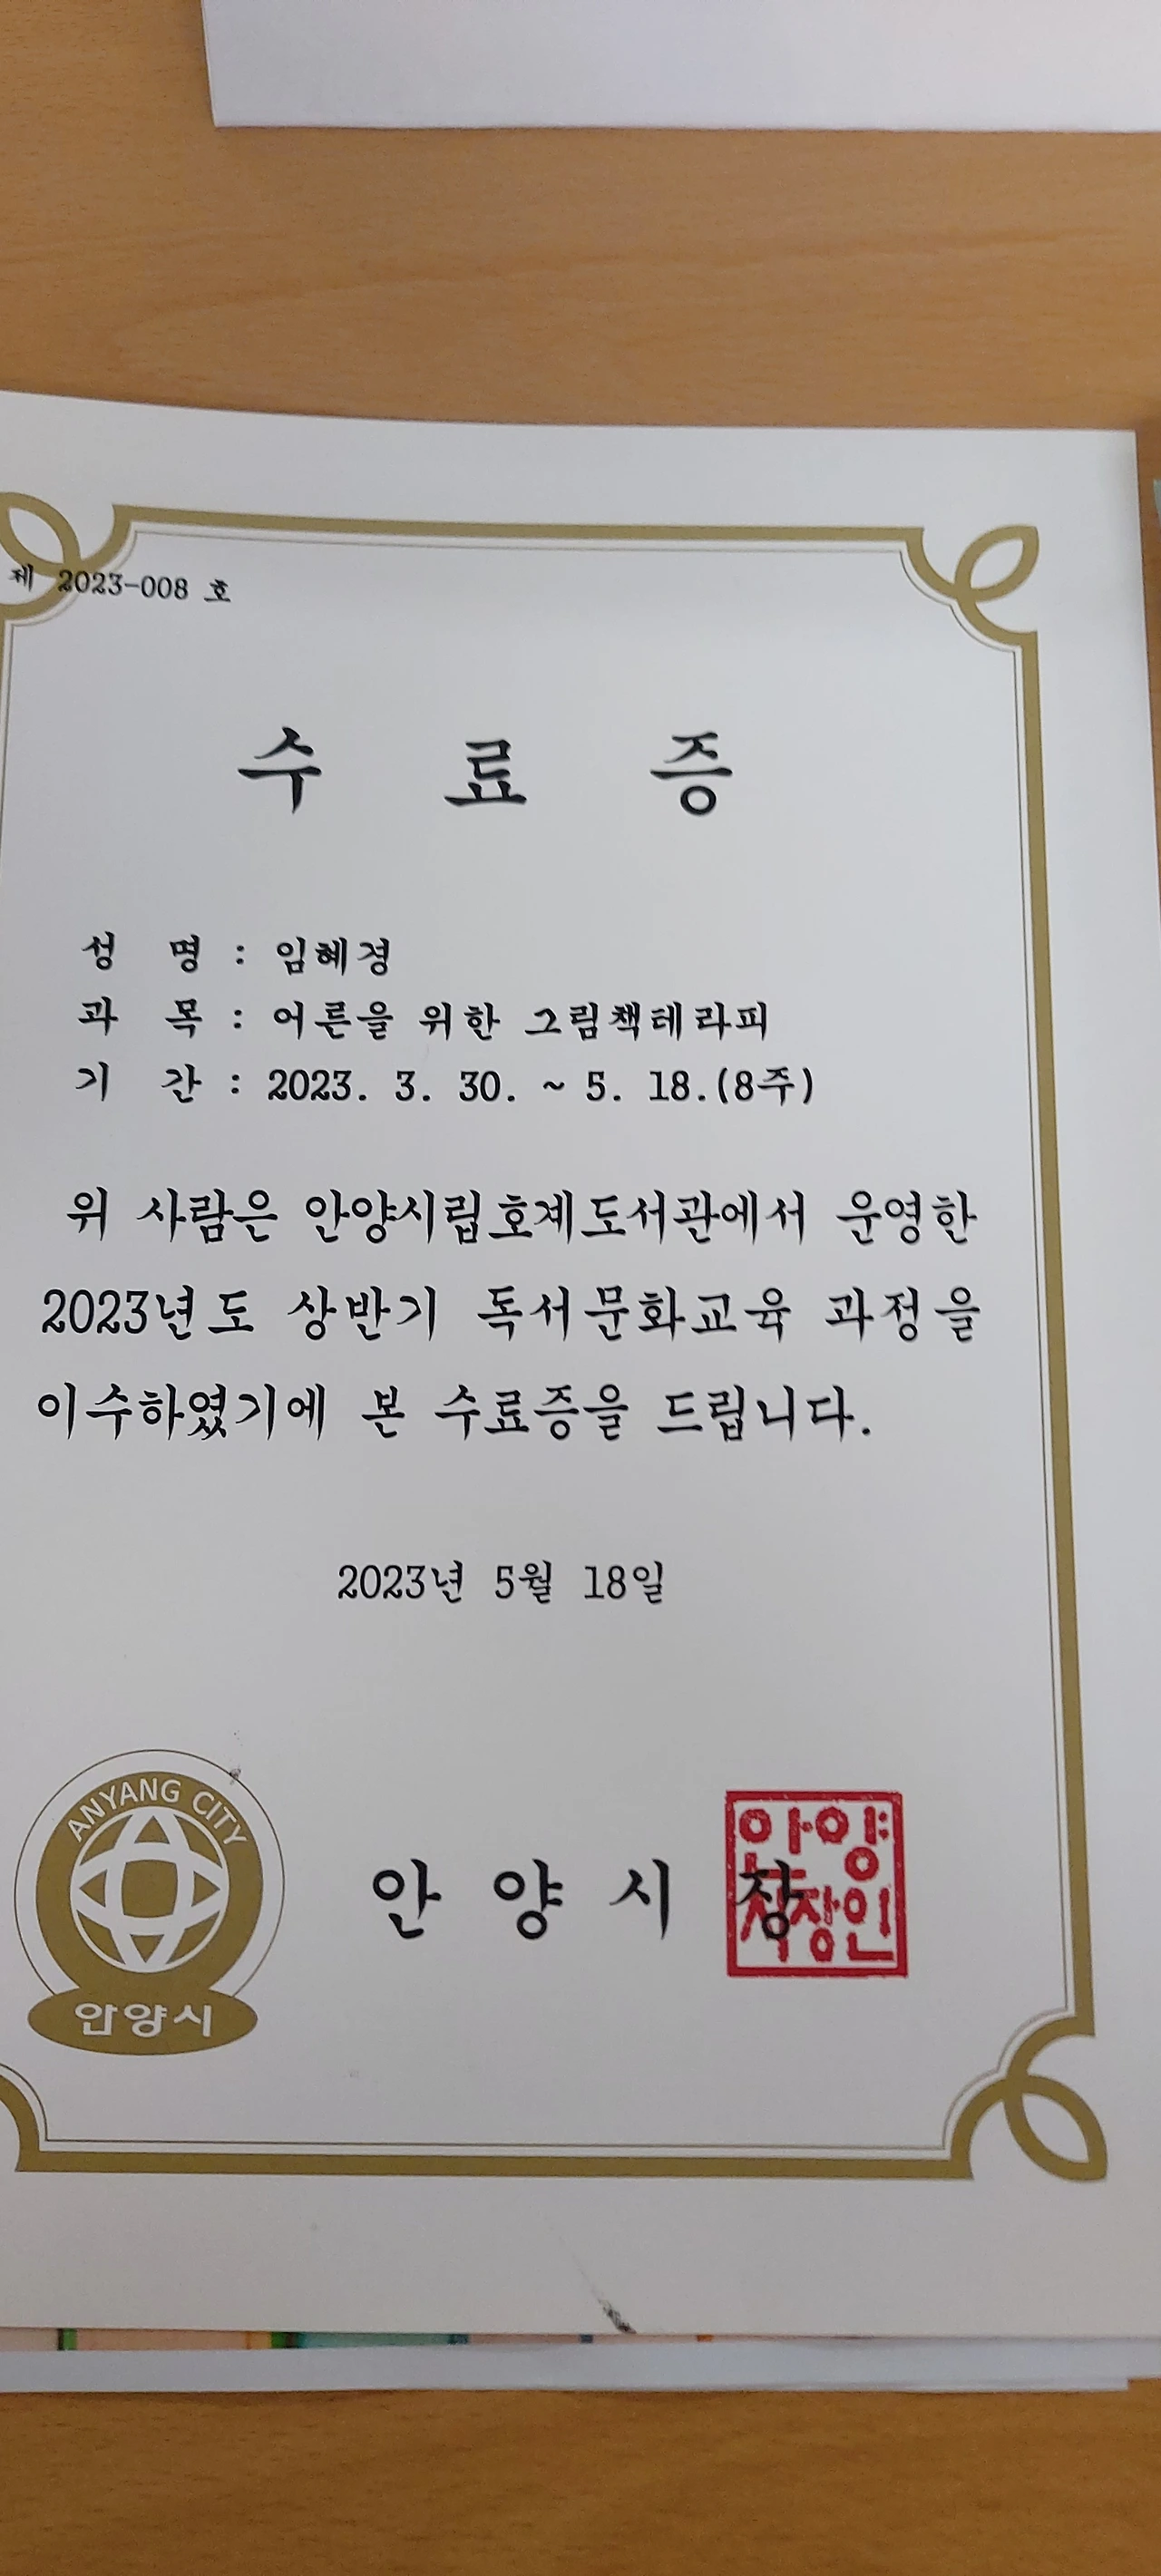 제 2023-008 호
수 료 증
성 명 : 임혜경
과 목 : 어른을 위한 그림책테라피
기 간 : 2023. 3. 30. ~ 5. 18.(8주)
위 사람은 안양시립호계도서관에서 운영한
2023년도 상반기 독서문화교육 과정을
이수하였기에 본 수료증을 드립니다.
2023년 5월 18일
ANYANG CITY
안양시
안 양 시 장
안양
시장인